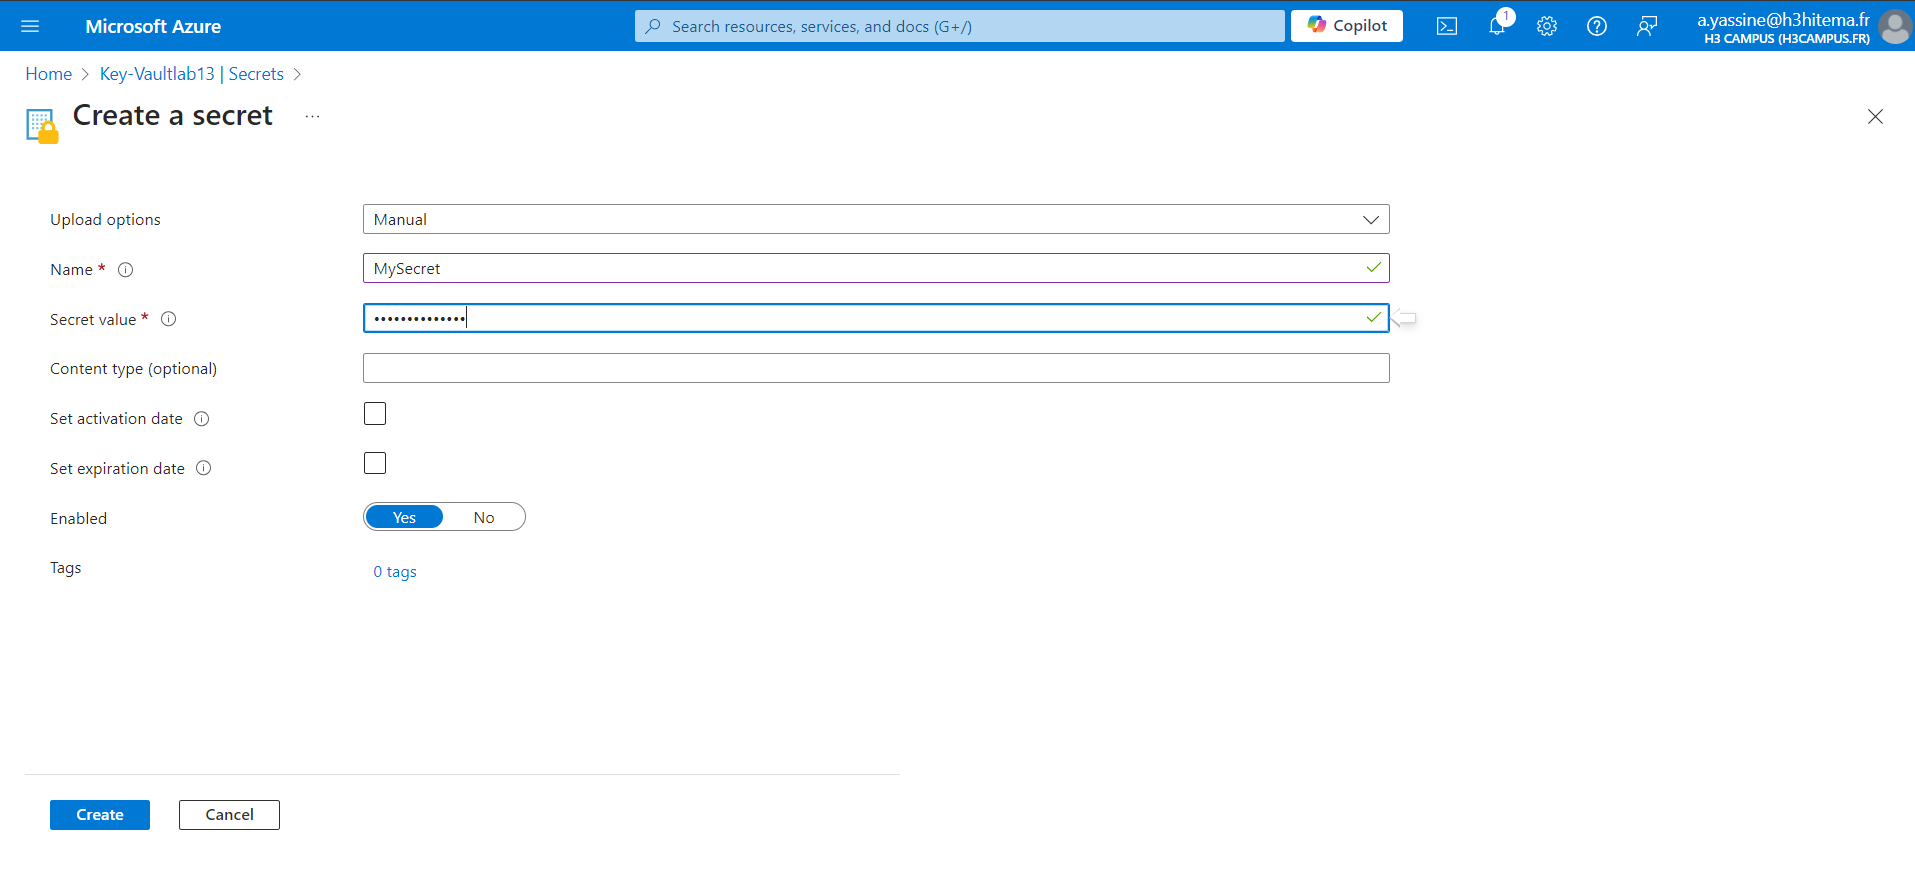 Microsoft Azure
Search resources, services, and docs (G+/)
Copilot
1
a.yassine@h3hitema.fr
H3 CAMPUS (H3CAMPUS.FR)
Home > Key-Vaultlab13 | Secrets >
Create a secret ...
Upload options
Manual
Name *
MySecret
Secret value *
••••••••••••••
Content type (optional)
Set activation date
Set expiration date
Enabled
Yes No
Tags
0 tags
Create Cancel